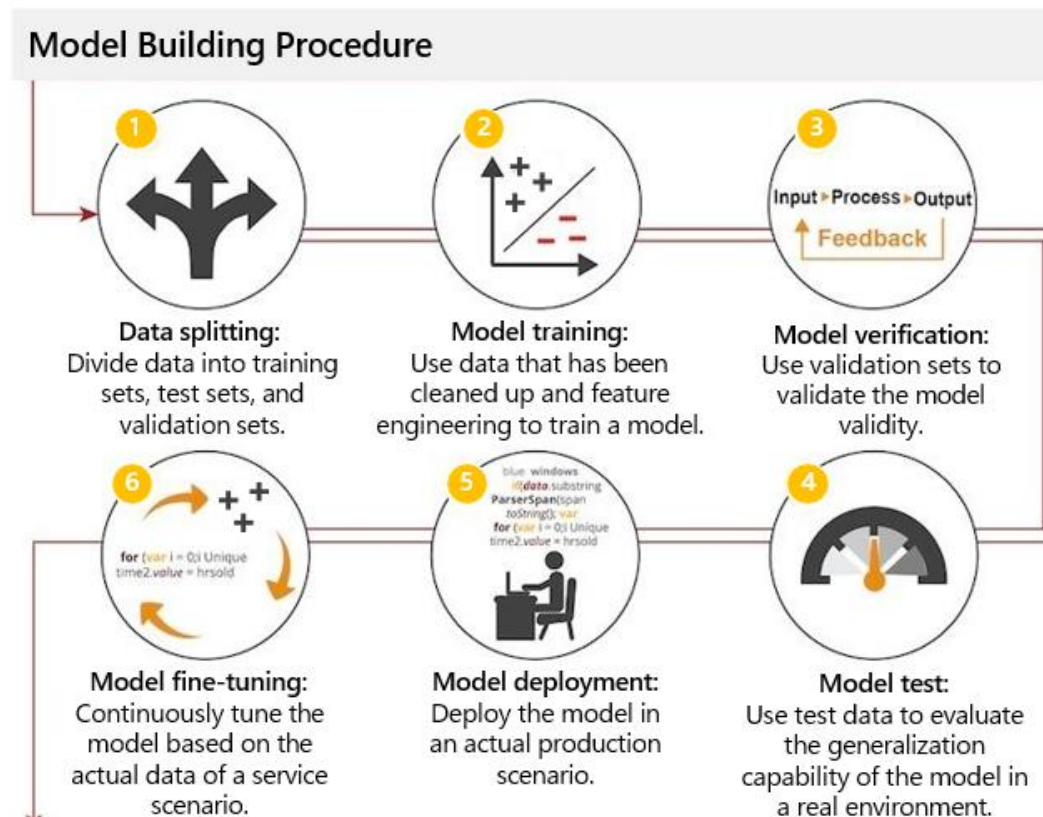 Model Building Procedure
1
2
3
Input ▸ Process ▸ Output
Feedback
Data splitting:
Divide data into training
sets, test sets, and
validation sets.
Model training:
Use data that has been
cleaned up and feature
engineering to train a model.
Model verification:
Use validation sets to
validate the model
validity.
6
for (var i = 0;i Unique
time2.value = hrsold
5
blue windows
if(data.substring
ParserSpan(span
toString(); var
for (var i = 0;i Unique
time2.value = hrsold
4
Model fine-tuning:
Continuously tune the
model based on the
actual data of a service
scenario.
Model deployment:
Deploy the model in
an actual production
scenario.
Model test:
Use test data to evaluate
the generalization
capability of the model in
a real environment.